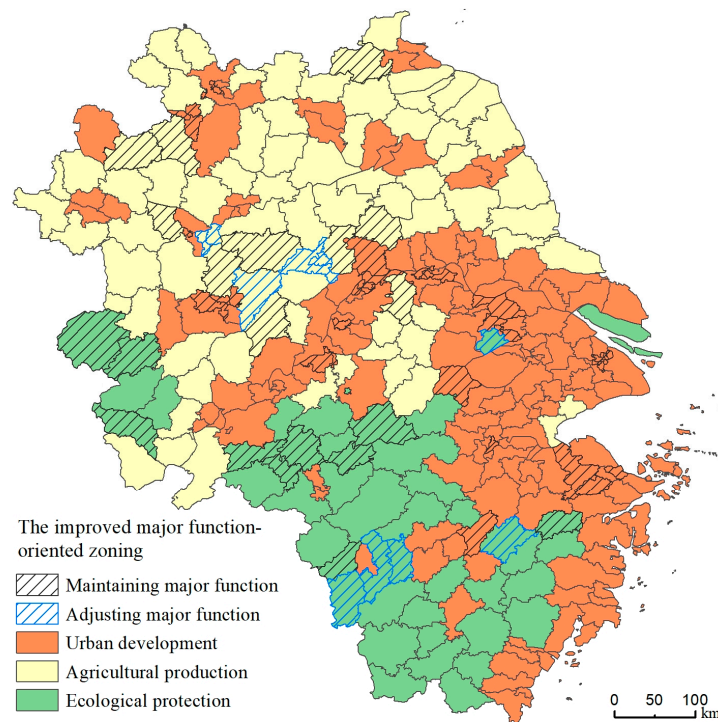 The improved major function-
oriented zoning
Maintaining major function
Adjusting major function
Urban development
Agricultural production
Ecological protection
0 50 100
km